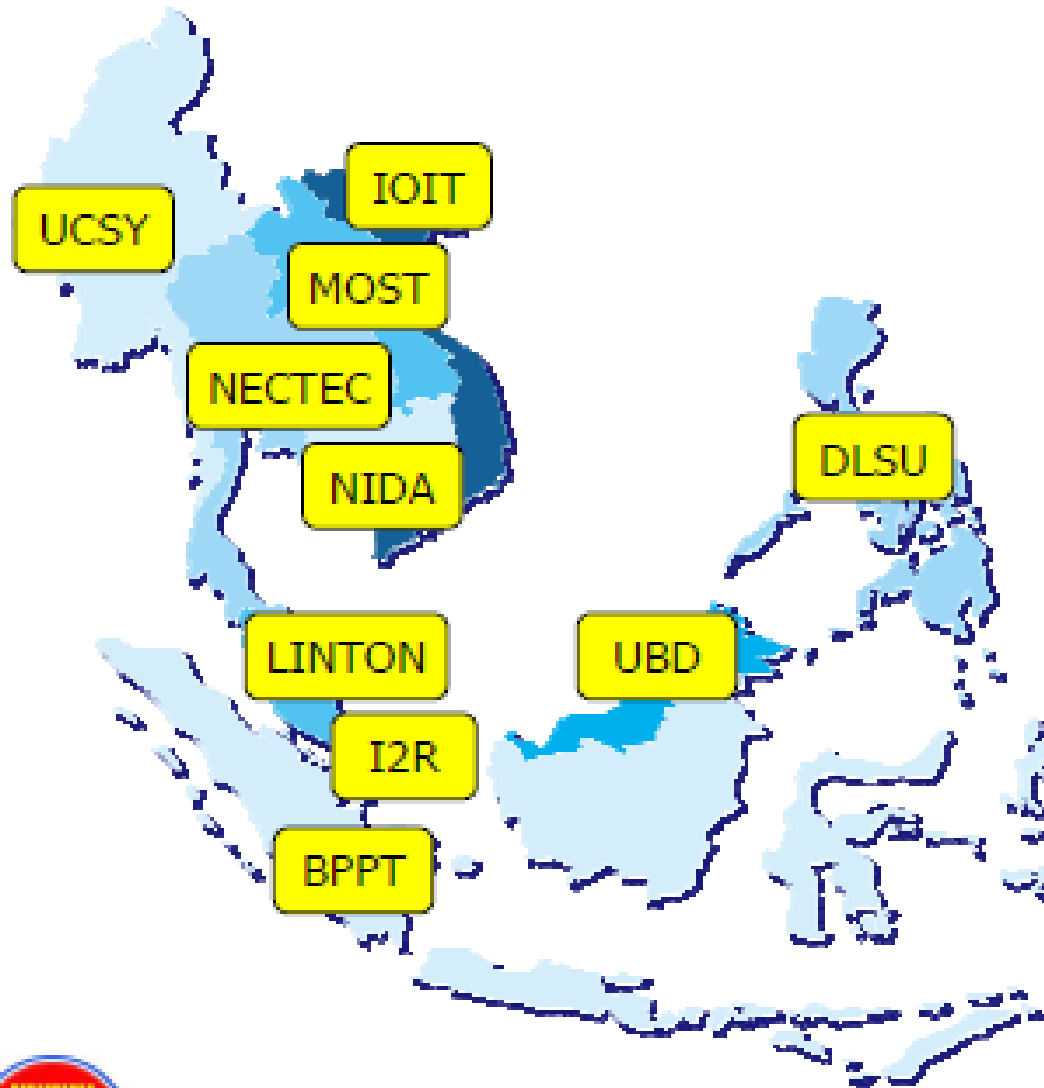 IOIT
UCSY
MOST
NECTEC
DLSU
NIDA
LINTON
UBD
I2R
BPPT